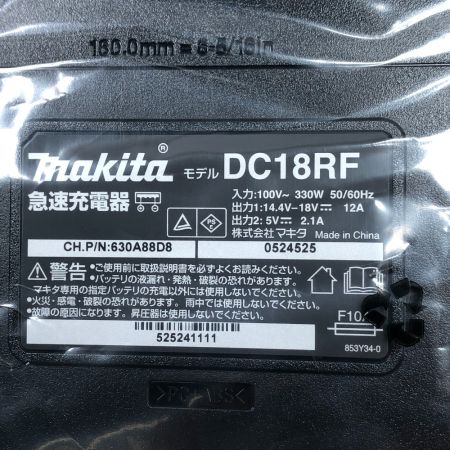 160.0mm = 6-5/16in
makita® モデル DC18RF
急速充電器
入力:100V~ 330W 50/60Hz
出力1:14.4V⎓18V⎓ 12A
出力2: 5V⎓ 2.1A
株式会社マキタ Made in China
CH.P/N:630A88D8 0524525
警告
●ご使用前に取扱説明書を必ずよくお読みください。
●バッテリの液漏れ・発熱・破裂の恐れあり。
マキタ専用の指定バッテリの充電以外には使用しないでください。
●火災・感電・破裂の恐れあり。雨中では使用しないでください。
●故障の原因になります。昇圧器は使用しないでください。
F10A
525241111
853Y34-0